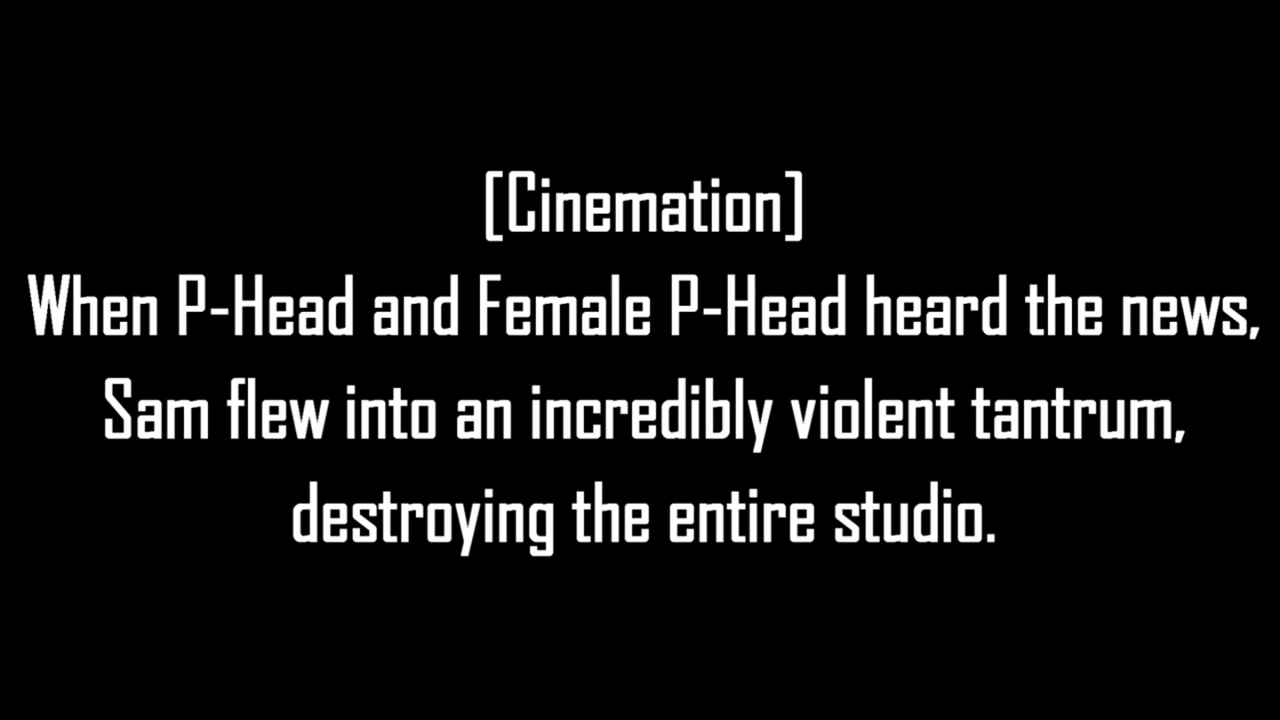 [Cinemation]
When P-Head and Female P-Head heard the news,
Sam flew into an incredibly violent tantrum,
destroying the entire studio.